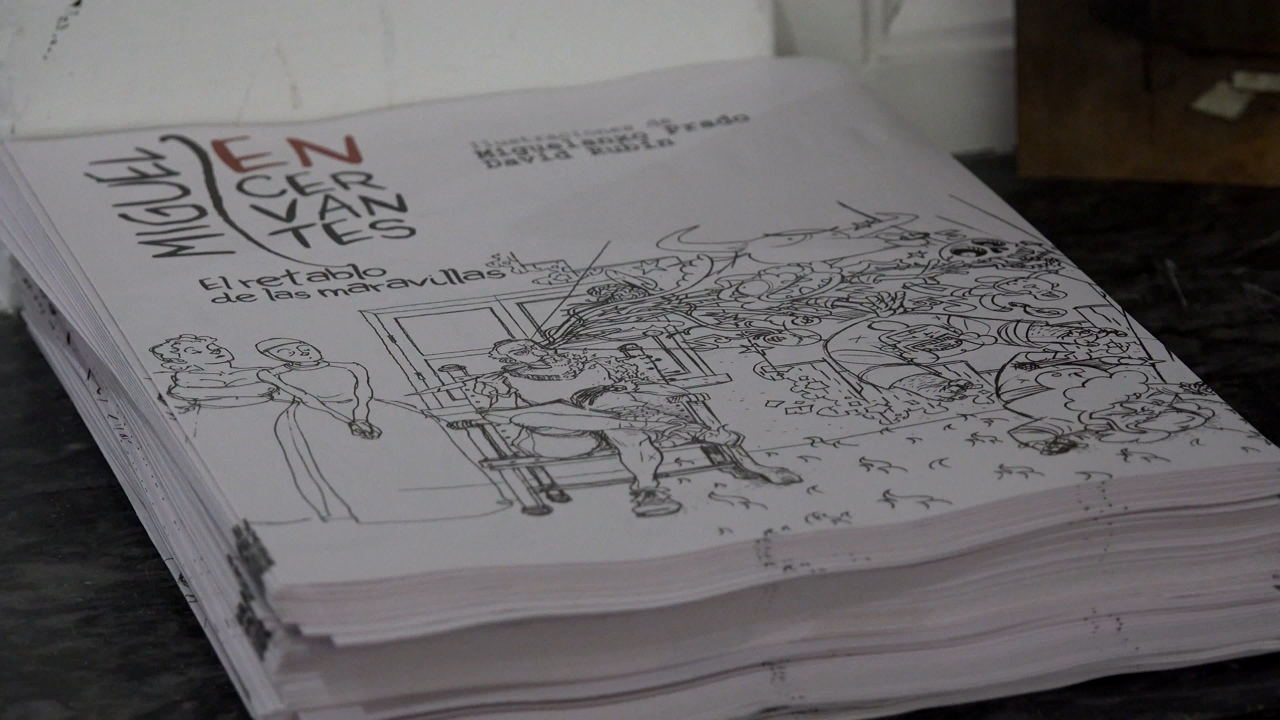 MIGUEL
EN
CER
VAN
TES
El retablo
de las maravillas
Ilustraciones de
Miguelanxo Prado
David Rubín